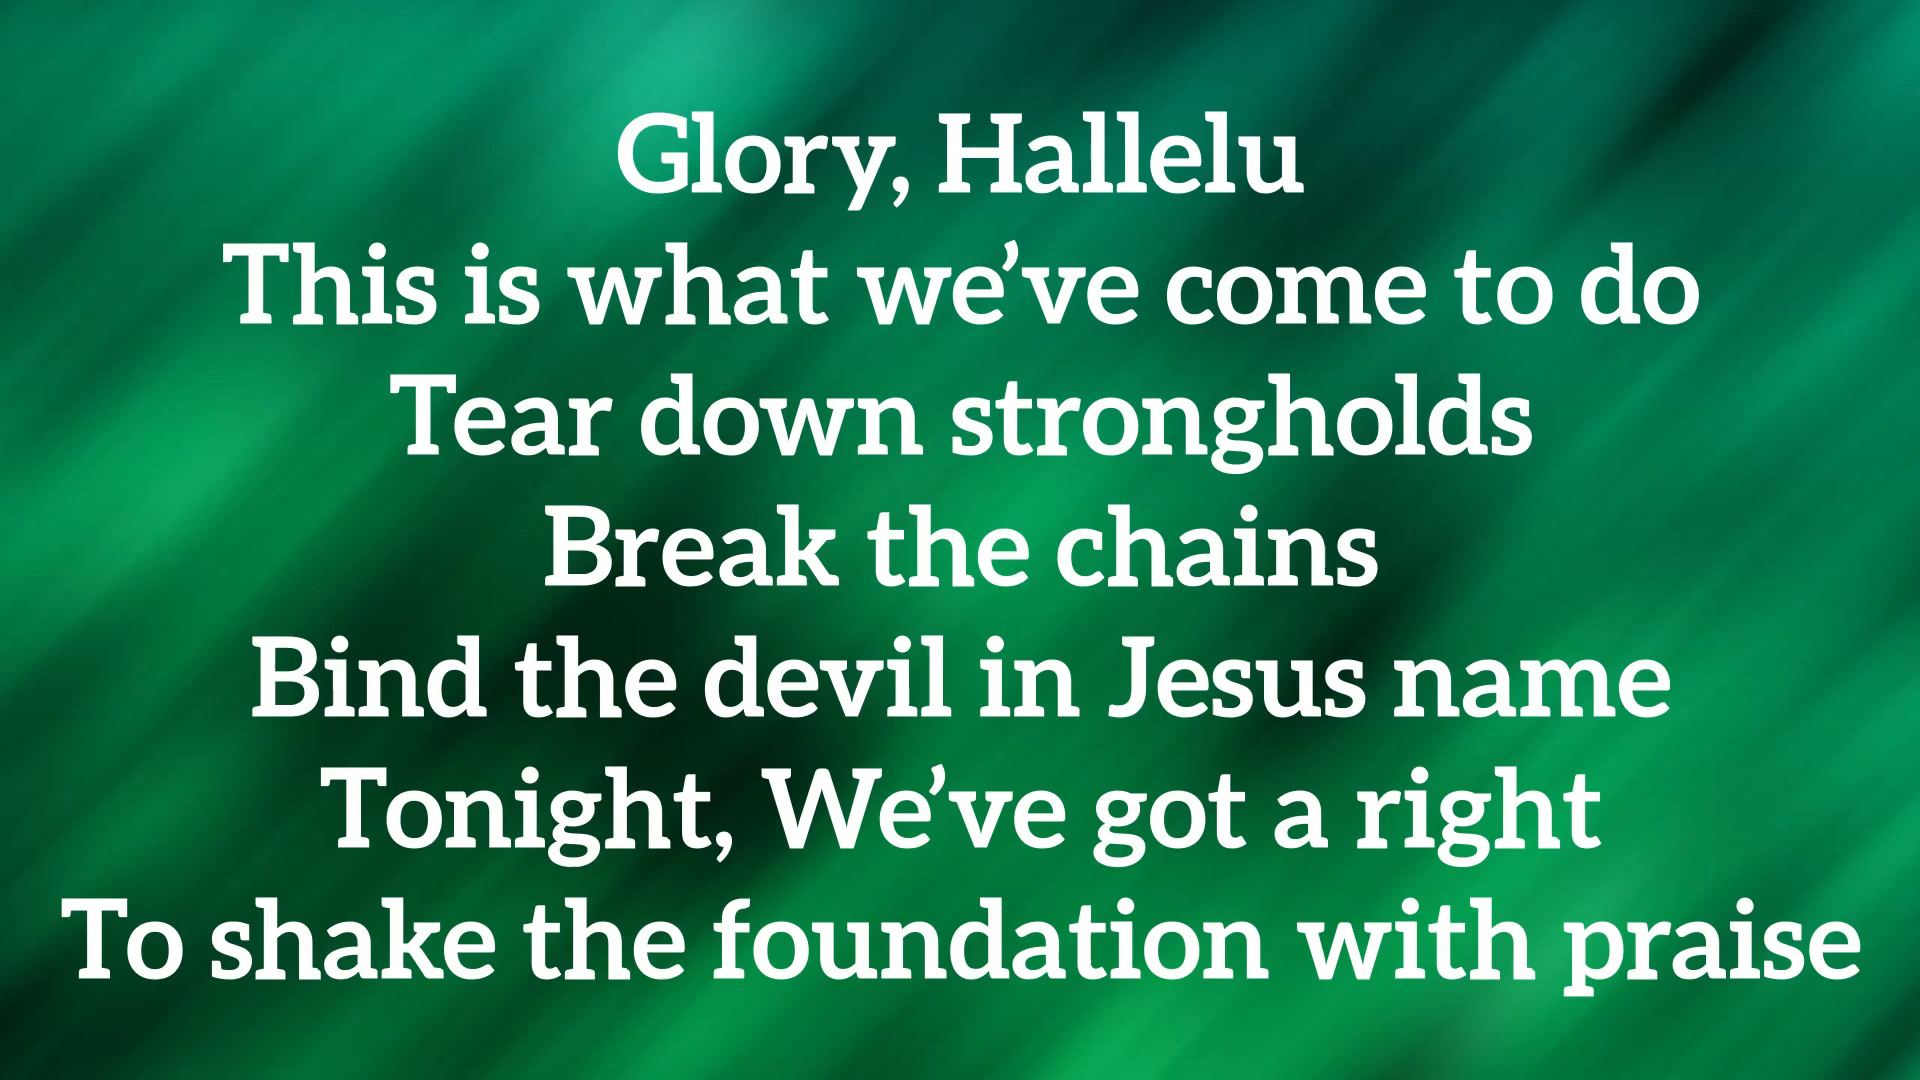 Glory, Hallelu
This is what we’ve come to do
Tear down strongholds
Break the chains
Bind the devil in Jesus name
Tonight, We’ve got a right
To shake the foundation with praise